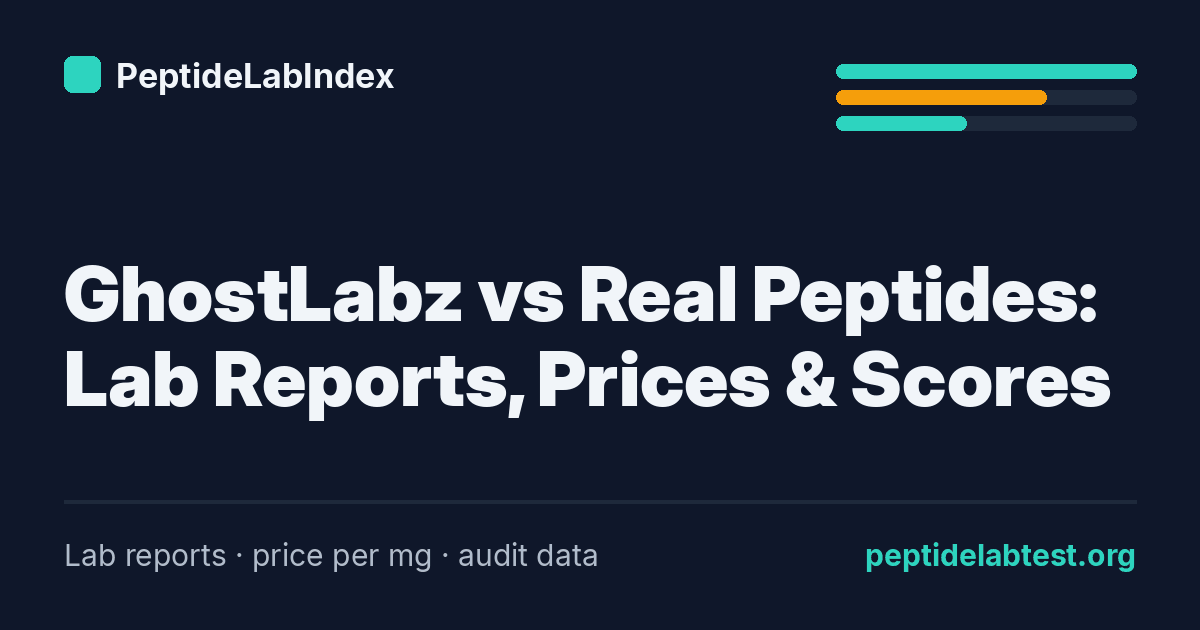 PeptideLabIndex
GhostLabz vs Real Peptides:
Lab Reports, Prices & Scores
Lab reports · price per mg · audit data
peptidelabtest.org